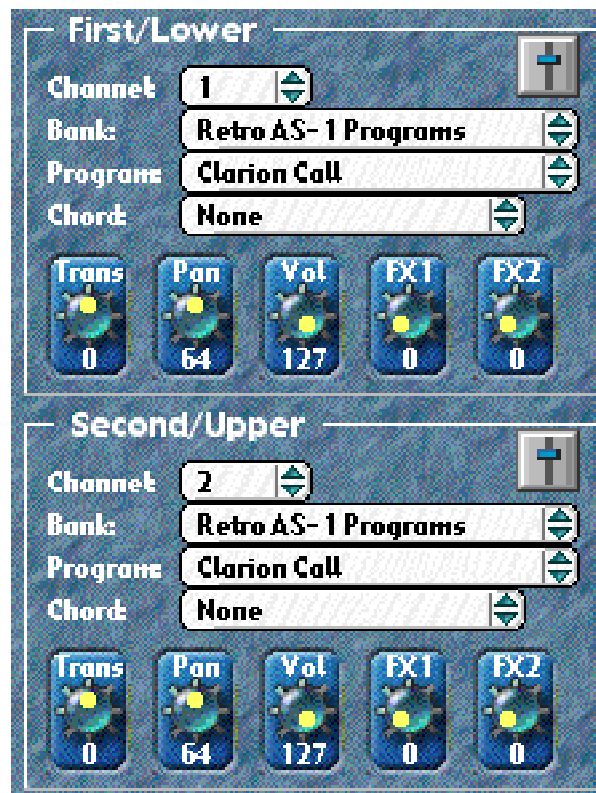 First/Lower
Channel: 1
Bank: Retro AS-1 Programs
Program: Clarion Call
Chord: None
Trans Pan Vol FX1 FX2
0 64 127 0 0
Second/Upper
Channel: 2
Bank: Retro AS-1 Programs
Program: Clarion Call
Chord: None
Trans Pan Vol FX1 FX2
0 64 127 0 0